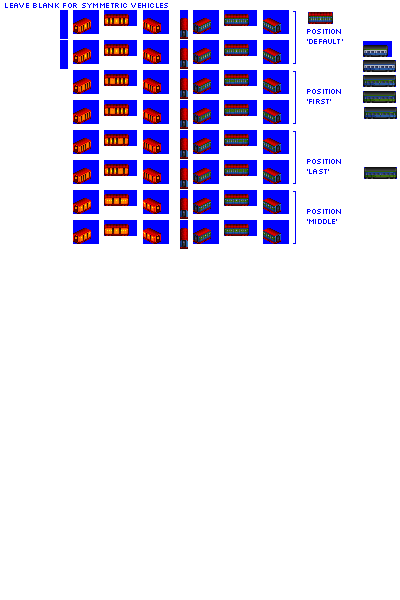 LEAVE BLANK FOR SYMMETRIC VEHICLES
POSITION
'DEFAULT'
POSITION
'FIRST'
POSITION
'LAST'
POSITION
'MIDDLE'